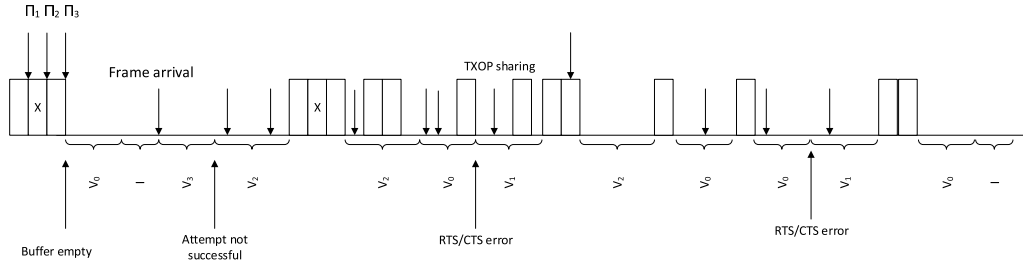 Π1 Π2 Π3
TXOP sharing
Frame arrival
X X
V0 I V3 V2 V2 V0 V1 V2 V0 V0 V1 V0 I
Buffer empty
Attempt not
successful
RTS/CTS error
RTS/CTS error